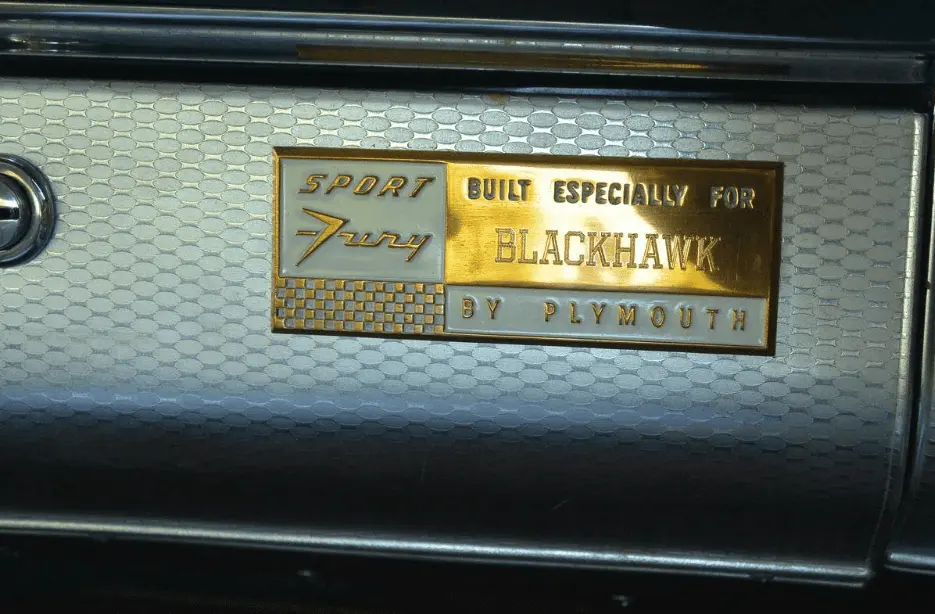 SPORT
Fury
BUILT ESPECIALLY FOR
BLACKHAWK
BY PLYMOUTH